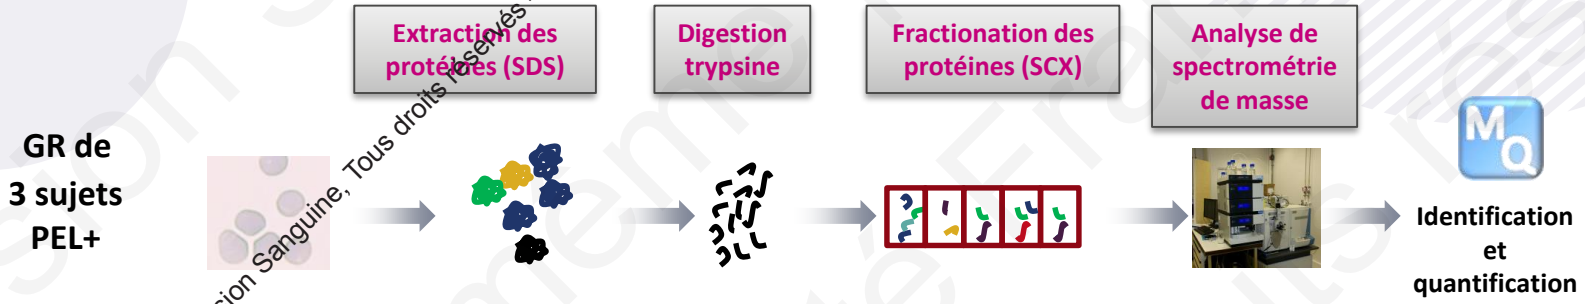 Extraction des
protéines (SDS)
Digestion
trypsine
Fractionation des
protéines (SCX)
Analyse de
spectrométrie
de masse
GR de
3 sujets
PEL+
MQ
Identification
et
quantification
sion Sanguine, Tous droits réservés